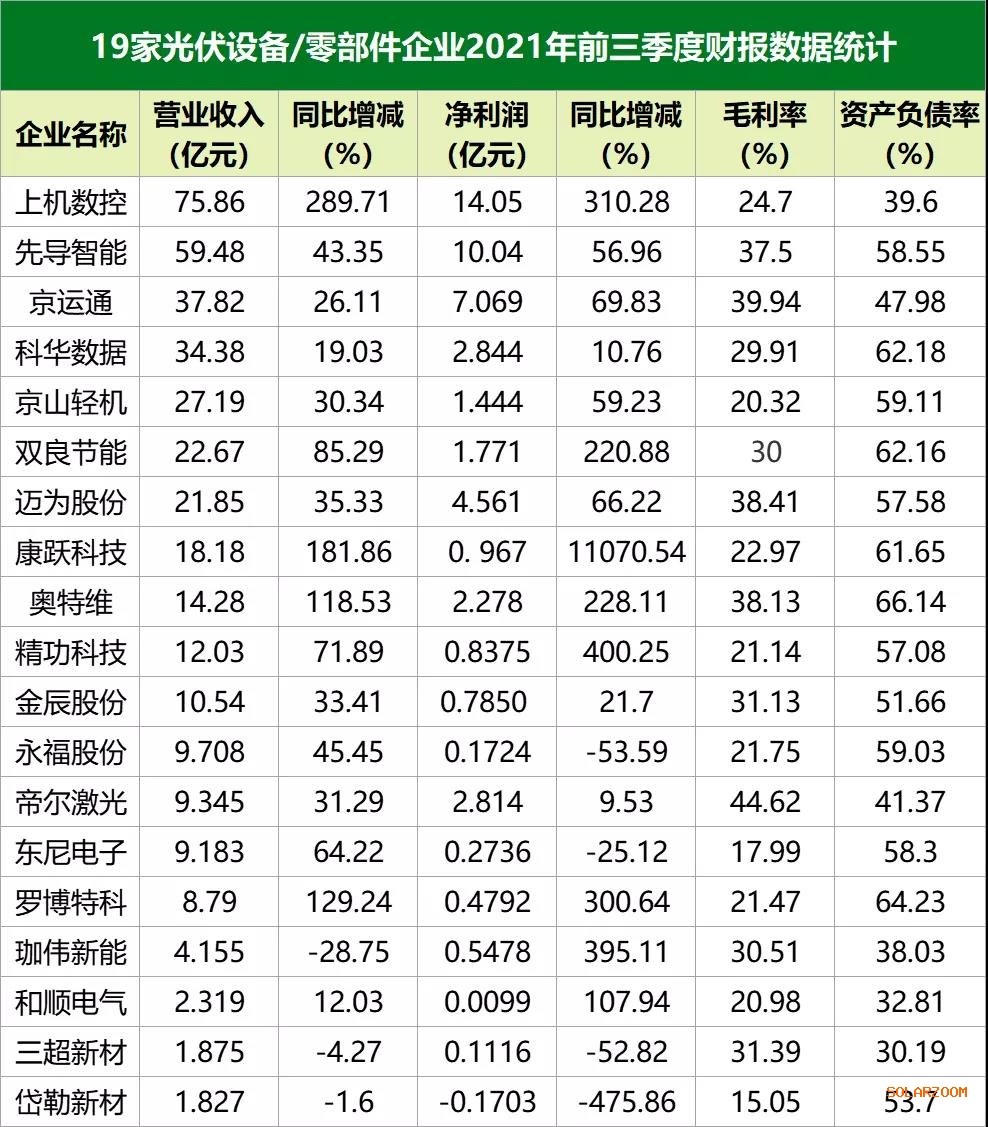 19家光伏设备/零部件企业2021年前三季度财报数据统计
企业名称 营业收入(亿元) 同比增减(%) 净利润(亿元) 同比增减(%) 毛利率(%) 资产负债率(%)
上机数控 75.86 289.71 14.05 310.28 24.7 39.6
先导智能 59.48 43.35 10.04 56.96 37.5 58.55
京运通 37.82 26.11 7.069 69.83 39.94 47.98
科华数据 34.38 19.03 2.844 10.76 29.91 62.18
京山轻机 27.19 30.34 1.444 59.23 20.32 59.11
双良节能 22.67 85.29 1.771 220.88 30 62.16
迈为股份 21.85 35.33 4.561 66.22 38.41 57.58
康跃科技 18.18 181.86 0. 967 11070.54 22.97 61.65
奥特维 14.28 118.53 2.278 228.11 38.13 66.14
精功科技 12.03 71.89 0.8375 400.25 21.14 57.08
金辰股份 10.54 33.41 0.7850 21.7 31.13 51.66
永福股份 9.708 45.45 0.1724 -53.59 21.75 59.03
帝尔激光 9.345 31.29 2.814 9.53 44.62 41.37
东尼电子 9.183 64.22 0.2736 -25.12 17.99 58.3
罗博特科 8.79 129.24 0.4792 300.64 21.47 64.23
珈伟新能 4.155 -28.75 0.5478 395.11 30.51 38.03
和顺电气 2.319 12.03 0.0099 107.94 20.98 32.81
三超新材 1.875 -4.27 0.1116 -52.82 31.39 30.19
岱勒新材 1.827 -1.6 -0.1703 -475.86 15.05 53.7
SOLARZOOM